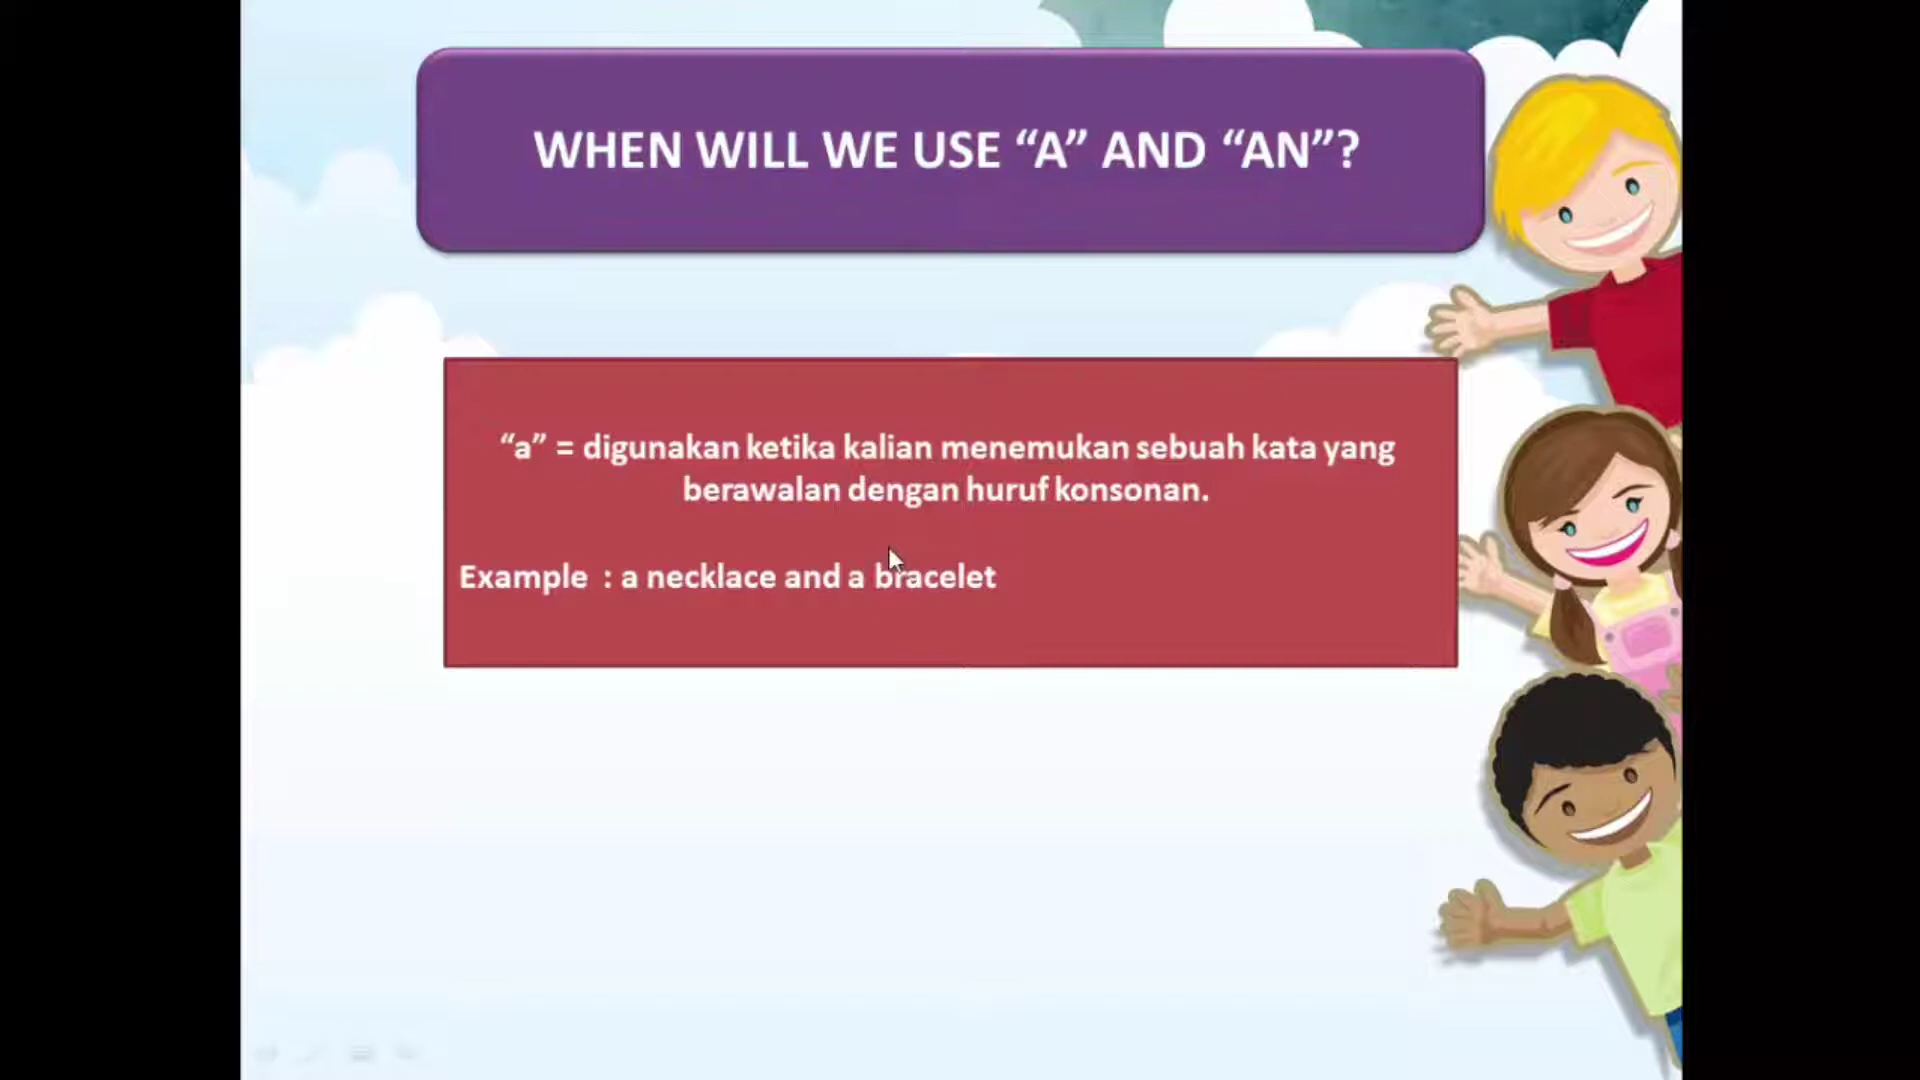 WHEN WILL WE USE “A” AND “AN”?
“a” = digunakan ketika kalian menemukan sebuah kata yang
berawalan dengan huruf konsonan.
Example : a necklace and a bracelet